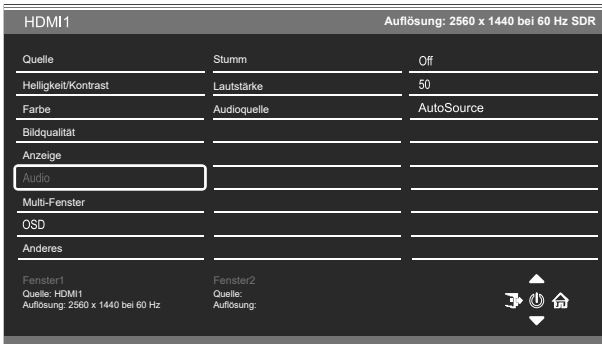 HDMI1 Auflösung: 2560 x 1440 bei 60 Hz SDR
Quelle Stumm Off
Helligkeit/Kontrast Lautstärke 50
Farbe Audioquelle AutoSource
Bildqualität
Anzeige
Audio
Multi-Fenster
OSD
Anderes
Fenster1 Fenster2
Quelle: HDMI1 Quelle:
Auflösung: 2560 x 1440 bei 60 Hz Auflösung: